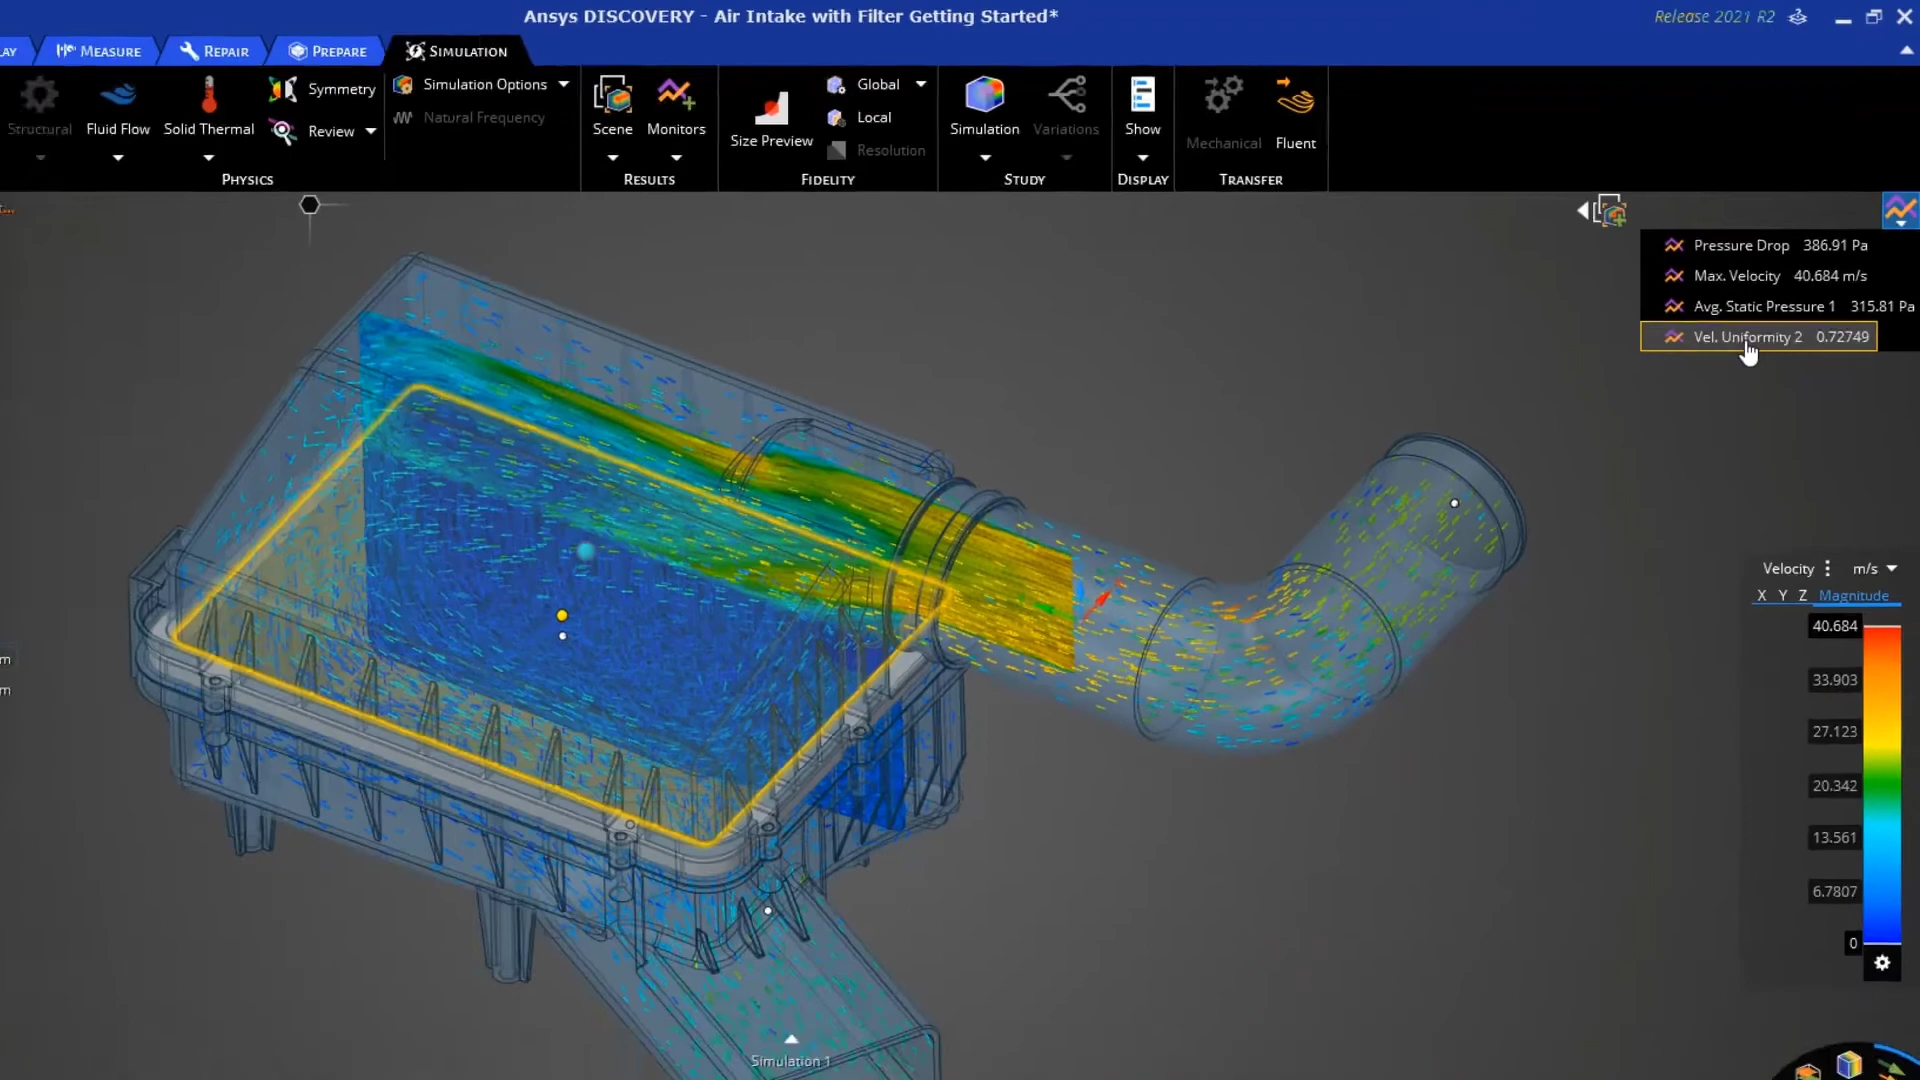 Ansys DISCOVERY - Air Intake with Filter Getting Started*
Release 2021 R2
LAY
MEASURE
REPAIR
PREPARE
SIMULATION
Structural
Fluid Flow
Solid Thermal
Symmetry
Review
PHYSICS
Simulation Options
Natural Frequency
Scene
Monitors
RESULTS
Size Preview
Global
Local
Resolution
FIDELITY
Simulation
Variations
STUDY
Show
DISPLAY
Mechanical
Fluent
TRANSFER
Pressure Drop 386.91 Pa
Max. Velocity 40.684 m/s
Avg. Static Pressure 1 315.81 Pa
Vel. Uniformity 2 0.72749
Velocity m/s
X Y Z Magnitude
40.684
33.903
27.123
20.342
13.561
6.7807
0
m
m
Simulation 1